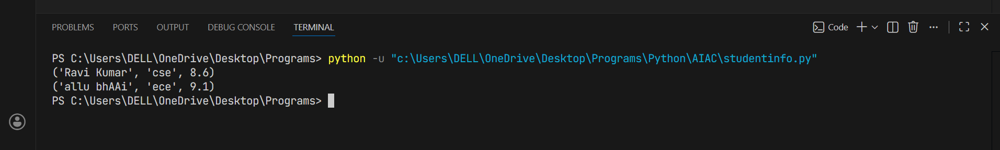 PROBLEMS PORTS OUTPUT DEBUG CONSOLE TERMINAL Code
PS C:\Users\DELL\OneDrive\Desktop\Programs> python -u "c:\Users\DELL\OneDrive\Desktop\Programs\Python\AIAC\studentinfo.py"
('Ravi Kumar', 'cse', 8.6)
('allu bhAAi', 'ece', 9.1)
PS C:\Users\DELL\OneDrive\Desktop\Programs>